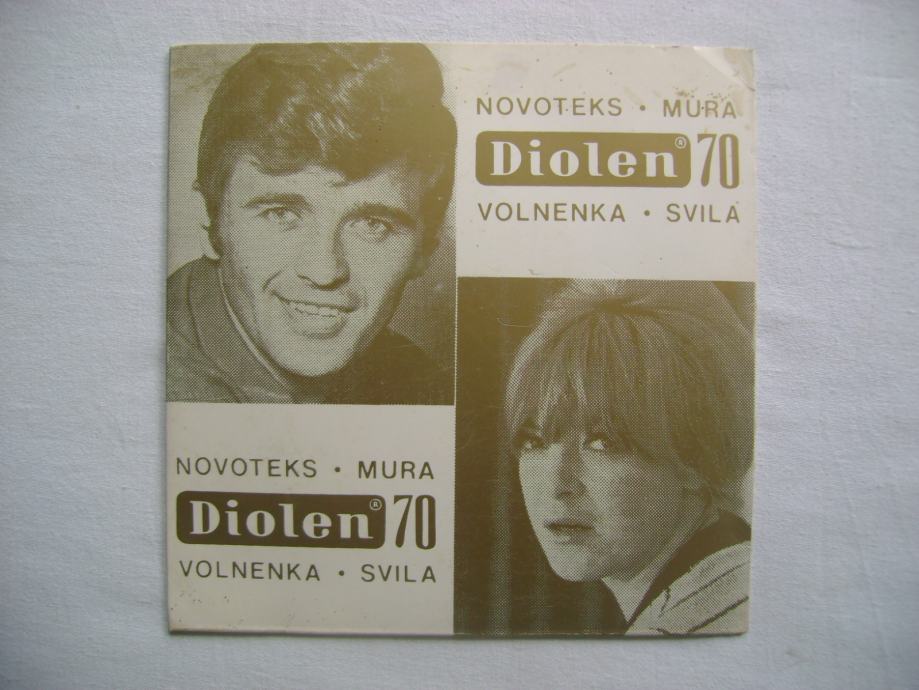 NOVOTEKS • MURA
Diolen® 70
VOLNENKA • SVILA
NOVOTEKS • MURA
Diolen® 70
VOLNENKA • SVILA